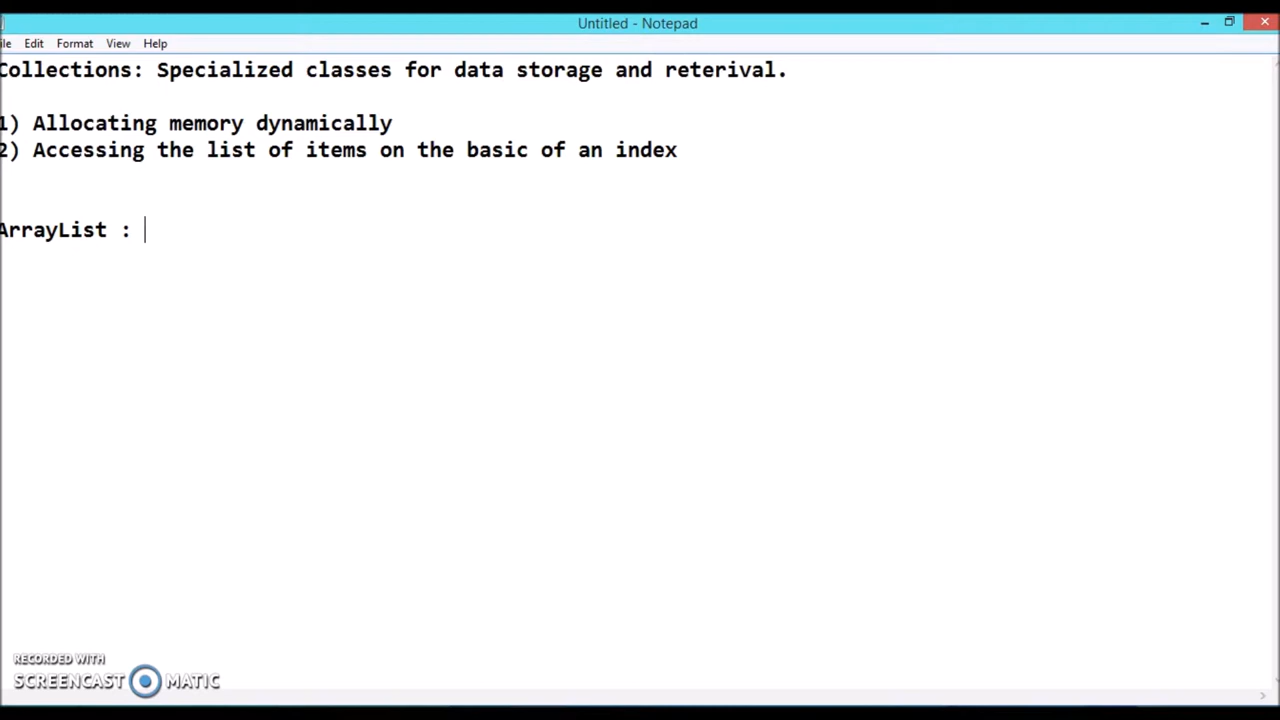 Untitled - Notepad
ile Edit Format View Help
Collections: Specialized classes for data storage and reterival.
1) Allocating memory dynamically
2) Accessing the list of items on the basic of an index
ArrayList :
RECORDED WITH
SCREENCAST MATIC